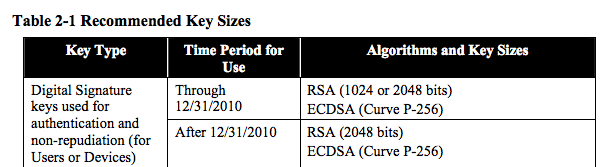 Table 2-1 Recommended Key Sizes
Key Type
Time Period for
Use
Algorithms and Key Sizes
Digital Signature
keys used for
authentication and
non-repudiation (for
Users or Devices)
Through
12/31/2010
RSA (1024 or 2048 bits)
ECDSA (Curve P-256)
After 12/31/2010
RSA (2048 bits)
ECDSA (Curve P-256)